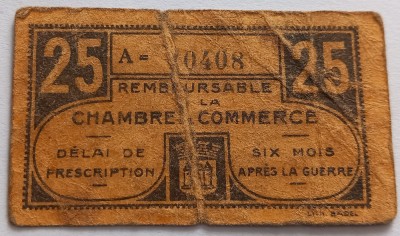 25 A= 0408 25
REMBOURSABLE
LA
CHAMBRE COMMERCE
DÉLAI DE SIX MOIS
PRESCRIPTION APRÈS LA GUERRE